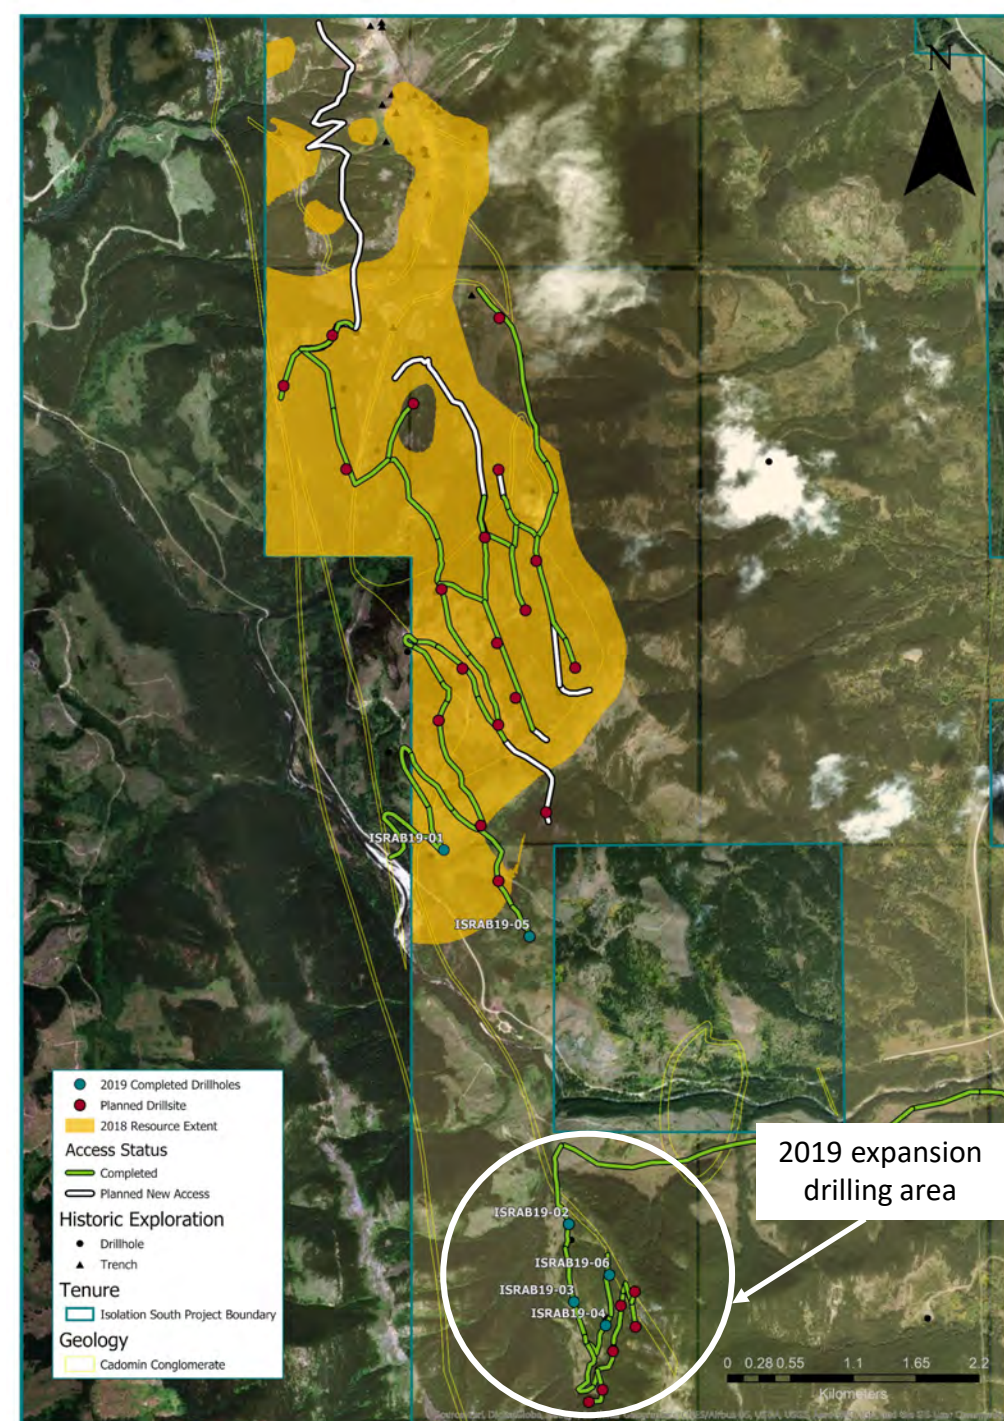 N
ISRAB19-01
ISRAB19-05
2019 Completed Drillholes
Planned Drillsite
2018 Resource Extent
Access Status
Completed
Planned New Access
Historic Exploration
Drillhole
Trench
Tenure
Isolation South Project Boundary
Geology
Cadomin Conglomerate
2019 expansion
drilling area
ISRAB19-02
ISRAB19-06
ISRAB19-03
ISRAB19-04
0 0.28 0.55 1.1 1.65 2.2
Kilometers